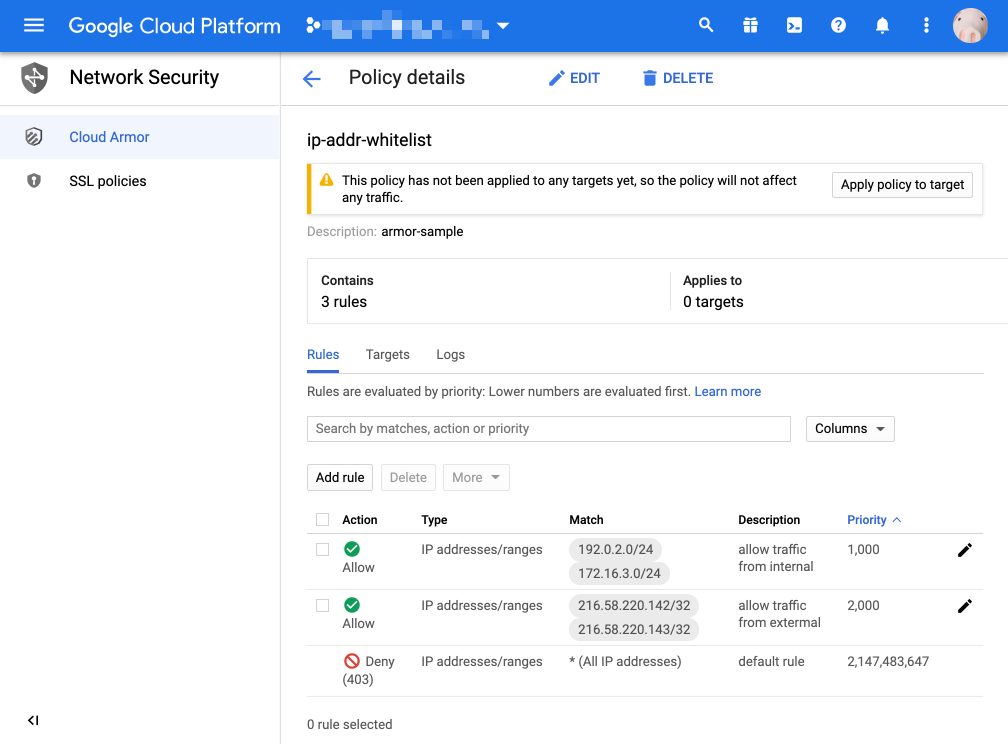 Google Cloud Platform
Network Security
Policy details
EDIT
DELETE
Cloud Armor
SSL policies
ip-addr-whitelist
This policy has not been applied to any targets yet, so the policy will not affect
any traffic.
Apply policy to target
Description: armor-sample
Contains
3 rules
Applies to
0 targets
Rules Targets Logs
Rules are evaluated by priority: Lower numbers are evaluated first. Learn more
Search by matches, action or priority
Columns
Add rule Delete More
Action Type Match Description Priority
Allow IP addresses/ranges 192.0.2.0/24 allow traffic 1,000
172.16.3.0/24 from internal
Allow IP addresses/ranges 216.58.220.142/32 allow traffic 2,000
216.58.220.143/32 from extermal
Deny IP addresses/ranges * (All IP addresses) default rule 2,147,483,647
(403)
0 rule selected